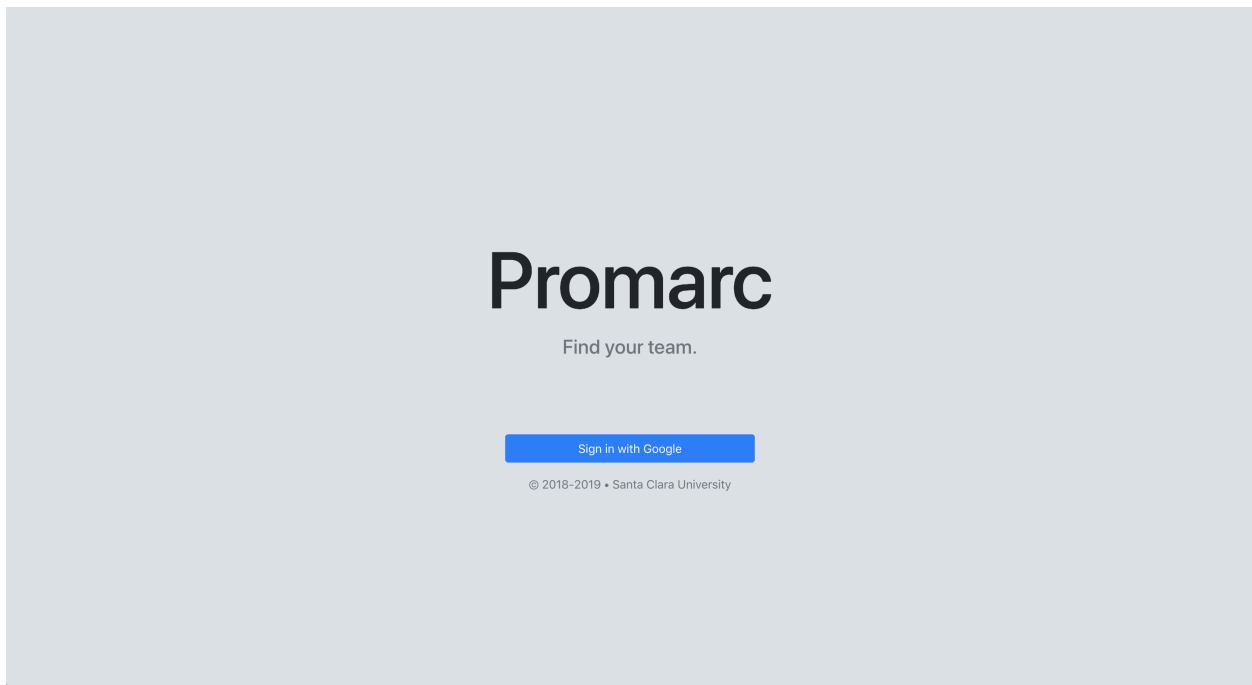 Promarc
Find your team.
Sign in with Google
© 2018-2019 • Santa Clara University